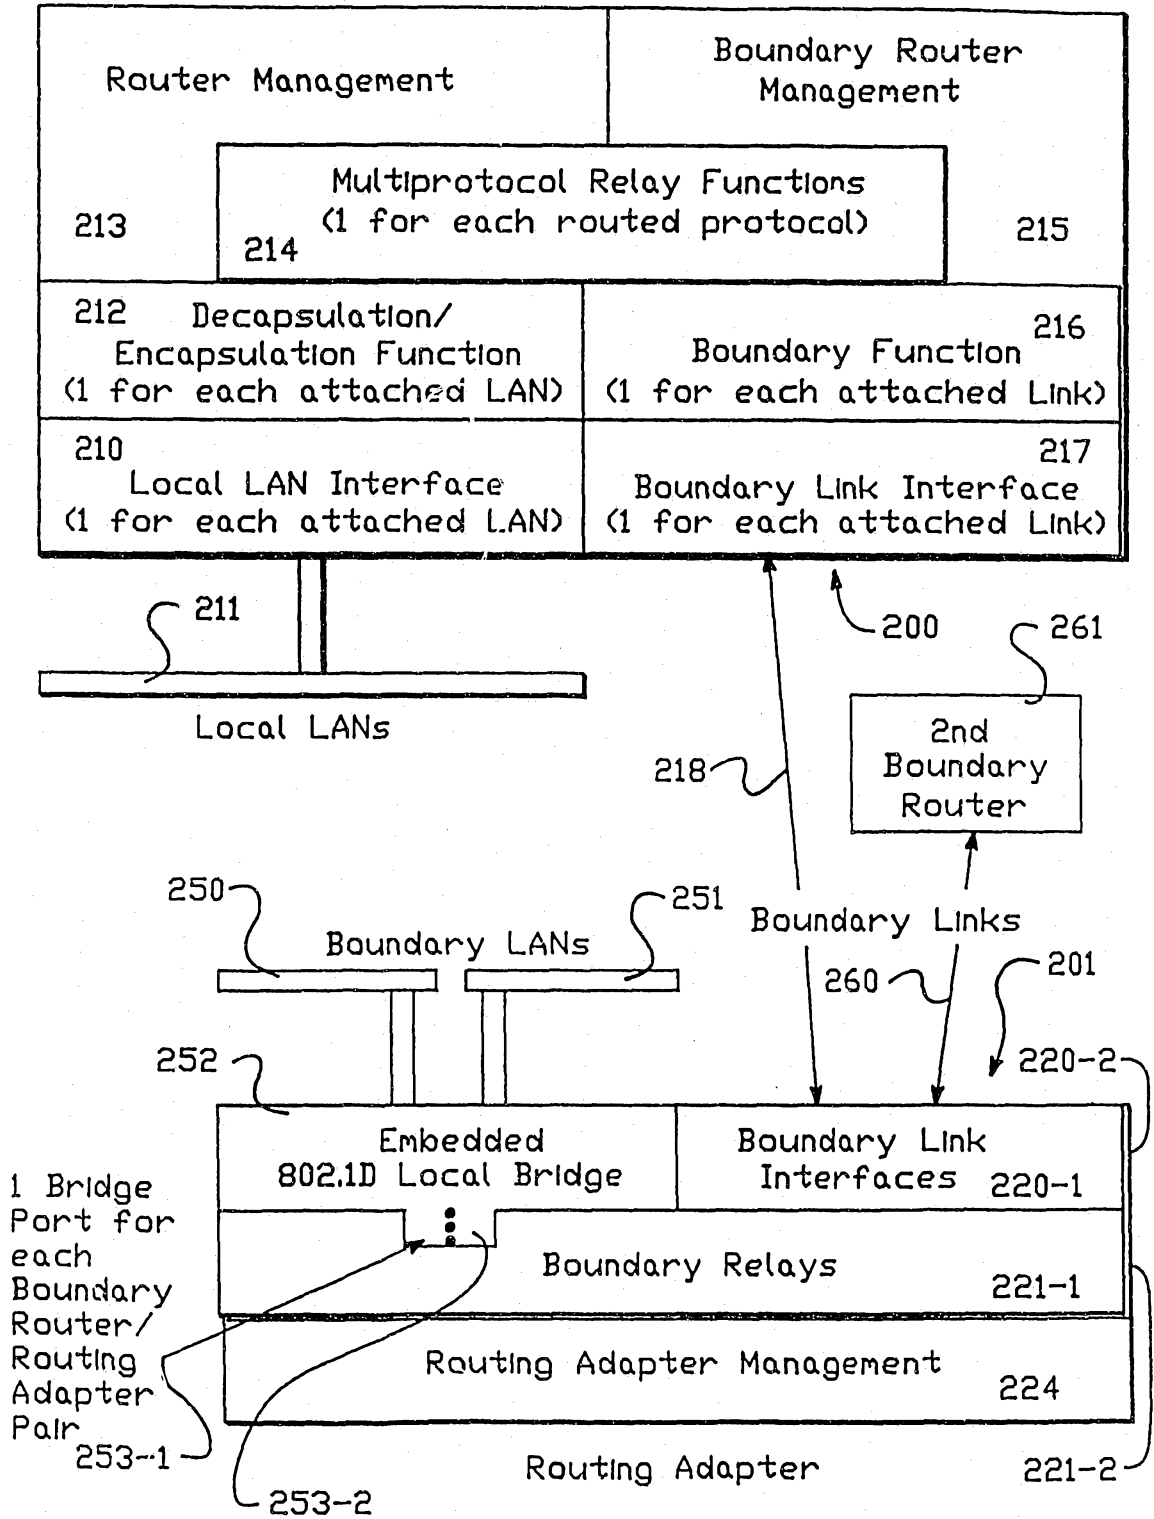 Router Management
Boundary Router
Management
Multiprotocol Relay Functions
(1 for each routed protocol)
213
214
215
212 Decapsulation/
Encapsulation Function
(1 for each attached LAN)
216
Boundary Function
(1 for each attached Link)
210
Local LAN Interface
(1 for each attached LAN)
217
Boundary Link Interface
(1 for each attached Link)
211
200
261
Local LANs
2nd
Boundary
Router
218
250
251
Boundary LANs
Boundary Links
260
201
252
220-2
Embedded
802.1D Local Bridge
Boundary Link
Interfaces
220-1
1 Bridge
Port for
each
Boundary
Router/
Routing
Adapter
Pair
Boundary Relays
221-1
Routing Adapter Management
224
253-1
253-2
Routing Adapter
221-2